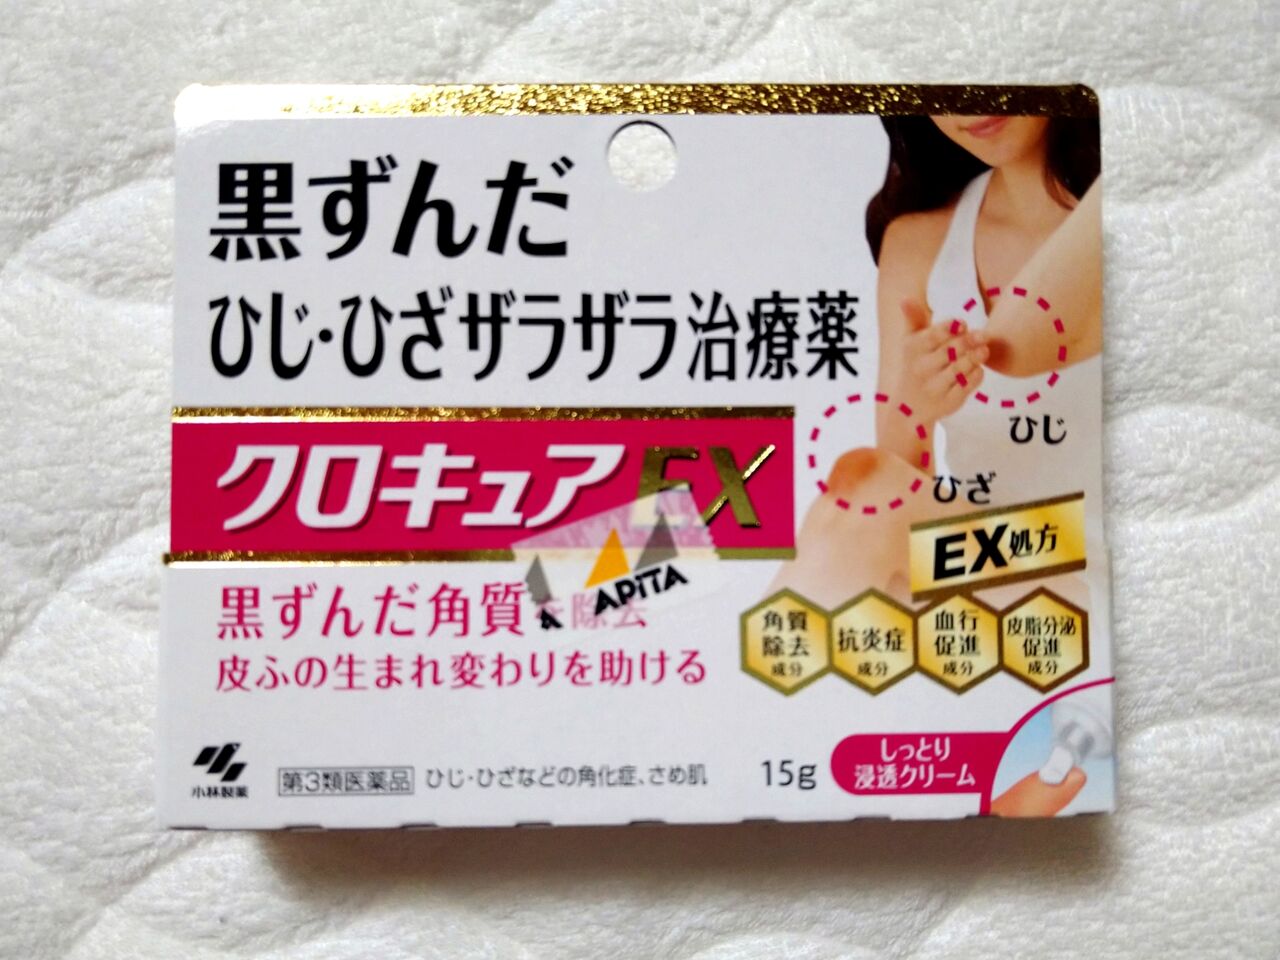 黒ずんだ
ひじ・ひざザラザラ治療薬
クロキュアEX
APiTA
黒ずんだ角質を除去
皮ふの生まれ変わりを助ける
ひじ
ひざ
EX処方
角質
除去
成分
抗炎症
成分
血行
促進
成分
皮脂分泌
促進
成分
小林製薬
第3類医薬品 ひじ・ひざなどの角化症、さめ肌
15g
しっとり
浸透クリーム